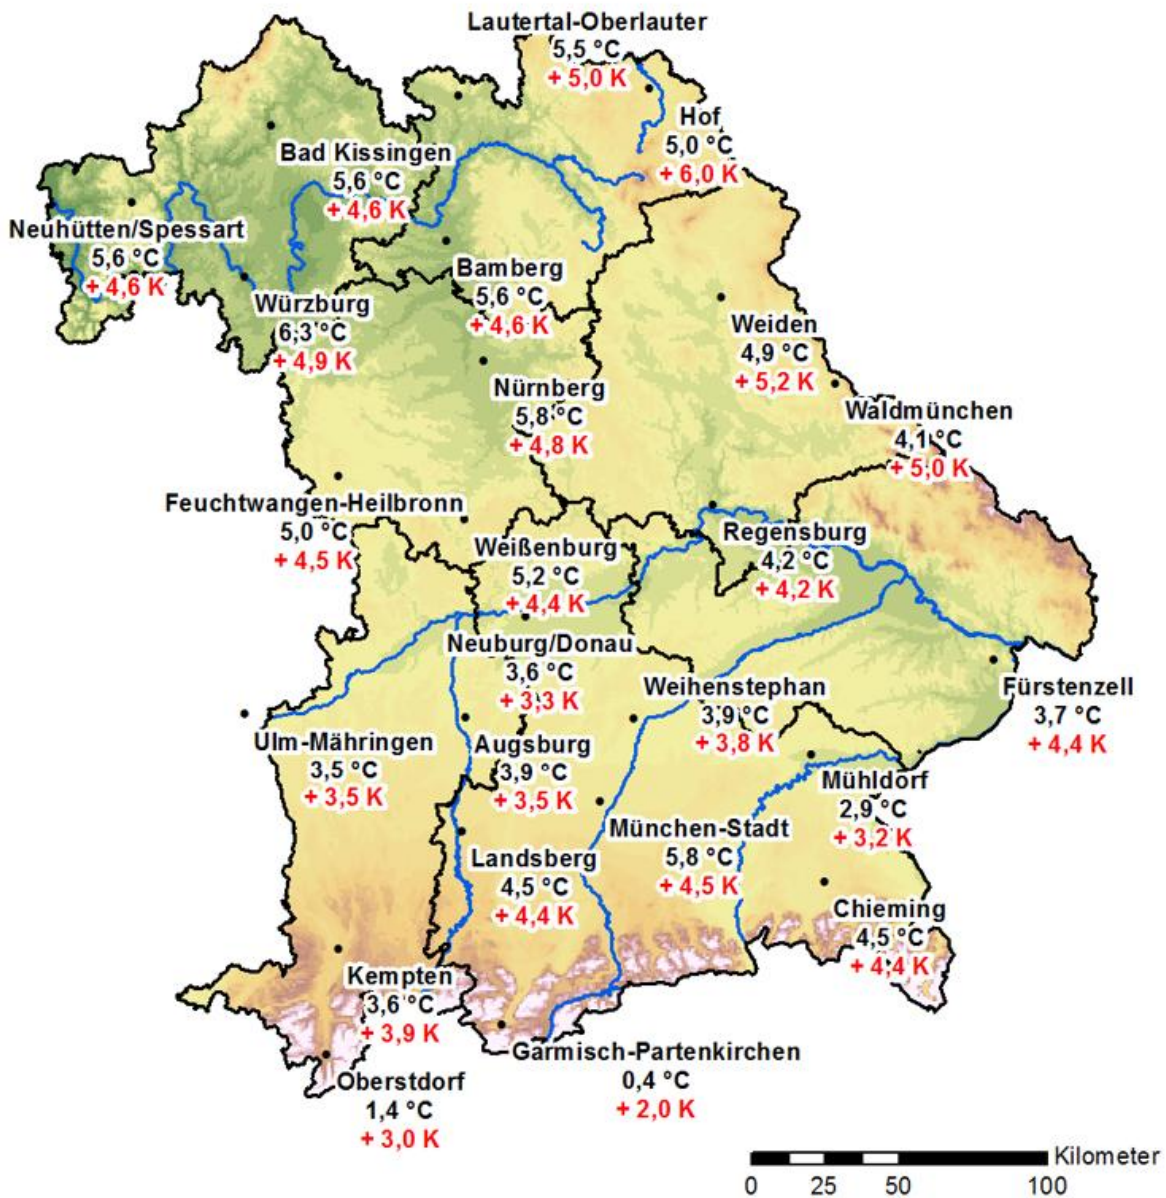 Lautertal-Oberlauter
5,5 °C
+ 5,0 K
Hof
5,0 °C
+ 6,0 K
Bad Kissingen
5,6 °C
+ 4,6 K
Neuhütten/Spessart
5,6 °C
+ 4,6 K
Bamberg
5,6 °C
+ 4,6 K
Würzburg
6,3 °C
+ 4,9 K
Weiden
4,9 °C
+ 5,2 K
Nürnberg
5,8 °C
+ 4,8 K
Waldmünchen
4,1 °C
+ 5,0 K
Feuchtwangen-Heilbronn
5,0 °C
+ 4,5 K
Weißenburg
5,2 °C
+ 4,4 K
Regensburg
4,2 °C
+ 4,2 K
Neuburg/Donau
3,6 °C
+ 3,3 K
Weihenstephan
3,9 °C
+ 3,8 K
Fürstenzell
3,7 °C
+ 4,4 K
Ulm-Mähringen
3,5 °C
+ 3,5 K
Augsburg
3,9 °C
+ 3,5 K
Mühldorf
2,9 °C
+ 3,2 K
München-Stadt
5,8 °C
+ 4,5 K
Landsberg
4,5 °C
+ 4,4 K
Chieming
4,5 °C
+ 4,4 K
Kempten
3,6 °C
+ 3,9 K
Garmisch-Partenkirchen
0,4 °C
+ 2,0 K
Oberstdorf
1,4 °C
+ 3,0 K
Kilometer
0 25 50 100